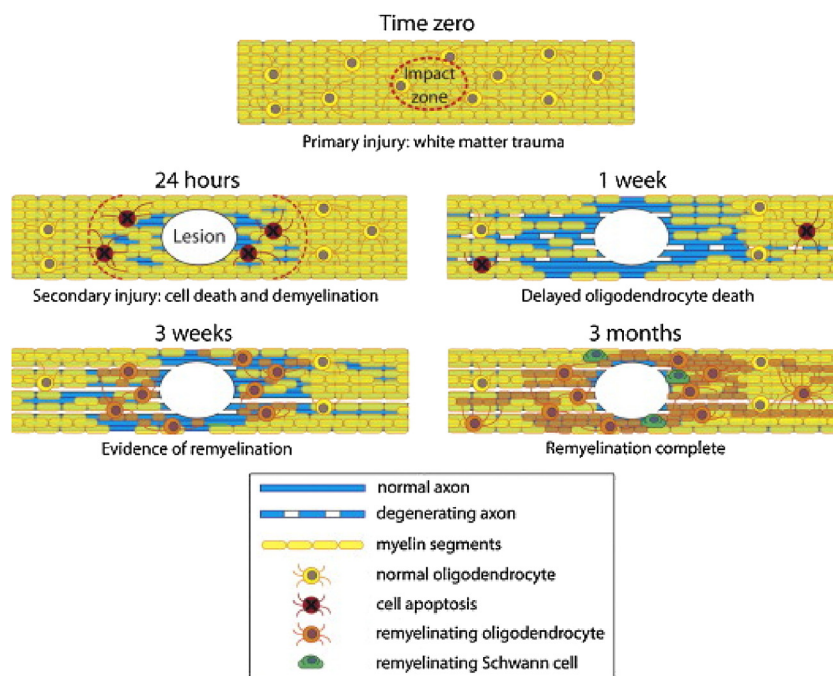 Time zero
Impact
zone
Primary injury: white matter trauma
24 hours
1 week
Lesion
Secondary injury: cell death and demyelination
Delayed oligodendrocyte death
3 weeks
3 months
Evidence of remyelination
Remyelination complete
normal axon
degenerating axon
myelin segments
normal oligodendrocyte
cell apoptosis
remyelinating oligodendrocyte
remyelinating Schwann cell